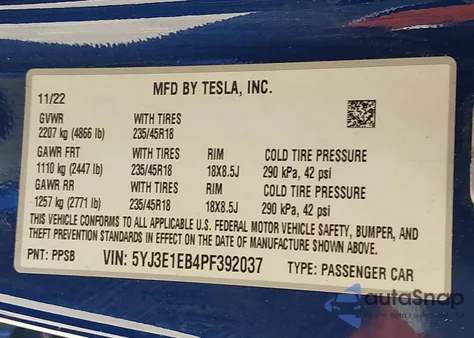 MFD BY TESLA, INC.
11/22
GVWR WITH TIRES
2207 kg (4866 lb) 235/45R18
GAWR FRT WITH TIRES RIM COLD TIRE PRESSURE
1110 kg (2447 lb) 235/45R18 18X8.5J 290 kPa, 42 psi
GAWR RR WITH TIRES RIM COLD TIRE PRESSURE
1257 kg (2771 lb) 235/45R18 18X8.5J 290 kPa, 42 psi
THIS VEHICLE CONFORMS TO ALL APPLICABLE U.S. FEDERAL MOTOR VEHICLE SAFETY, BUMPER, AND
THEFT PREVENTION STANDARDS IN EFFECT ON THE DATE OF MANUFACTURE SHOWN ABOVE.
PNT: PPSB VIN: 5YJ3E1EB4PF392037 TYPE: PASSENGER CAR
autoSnap